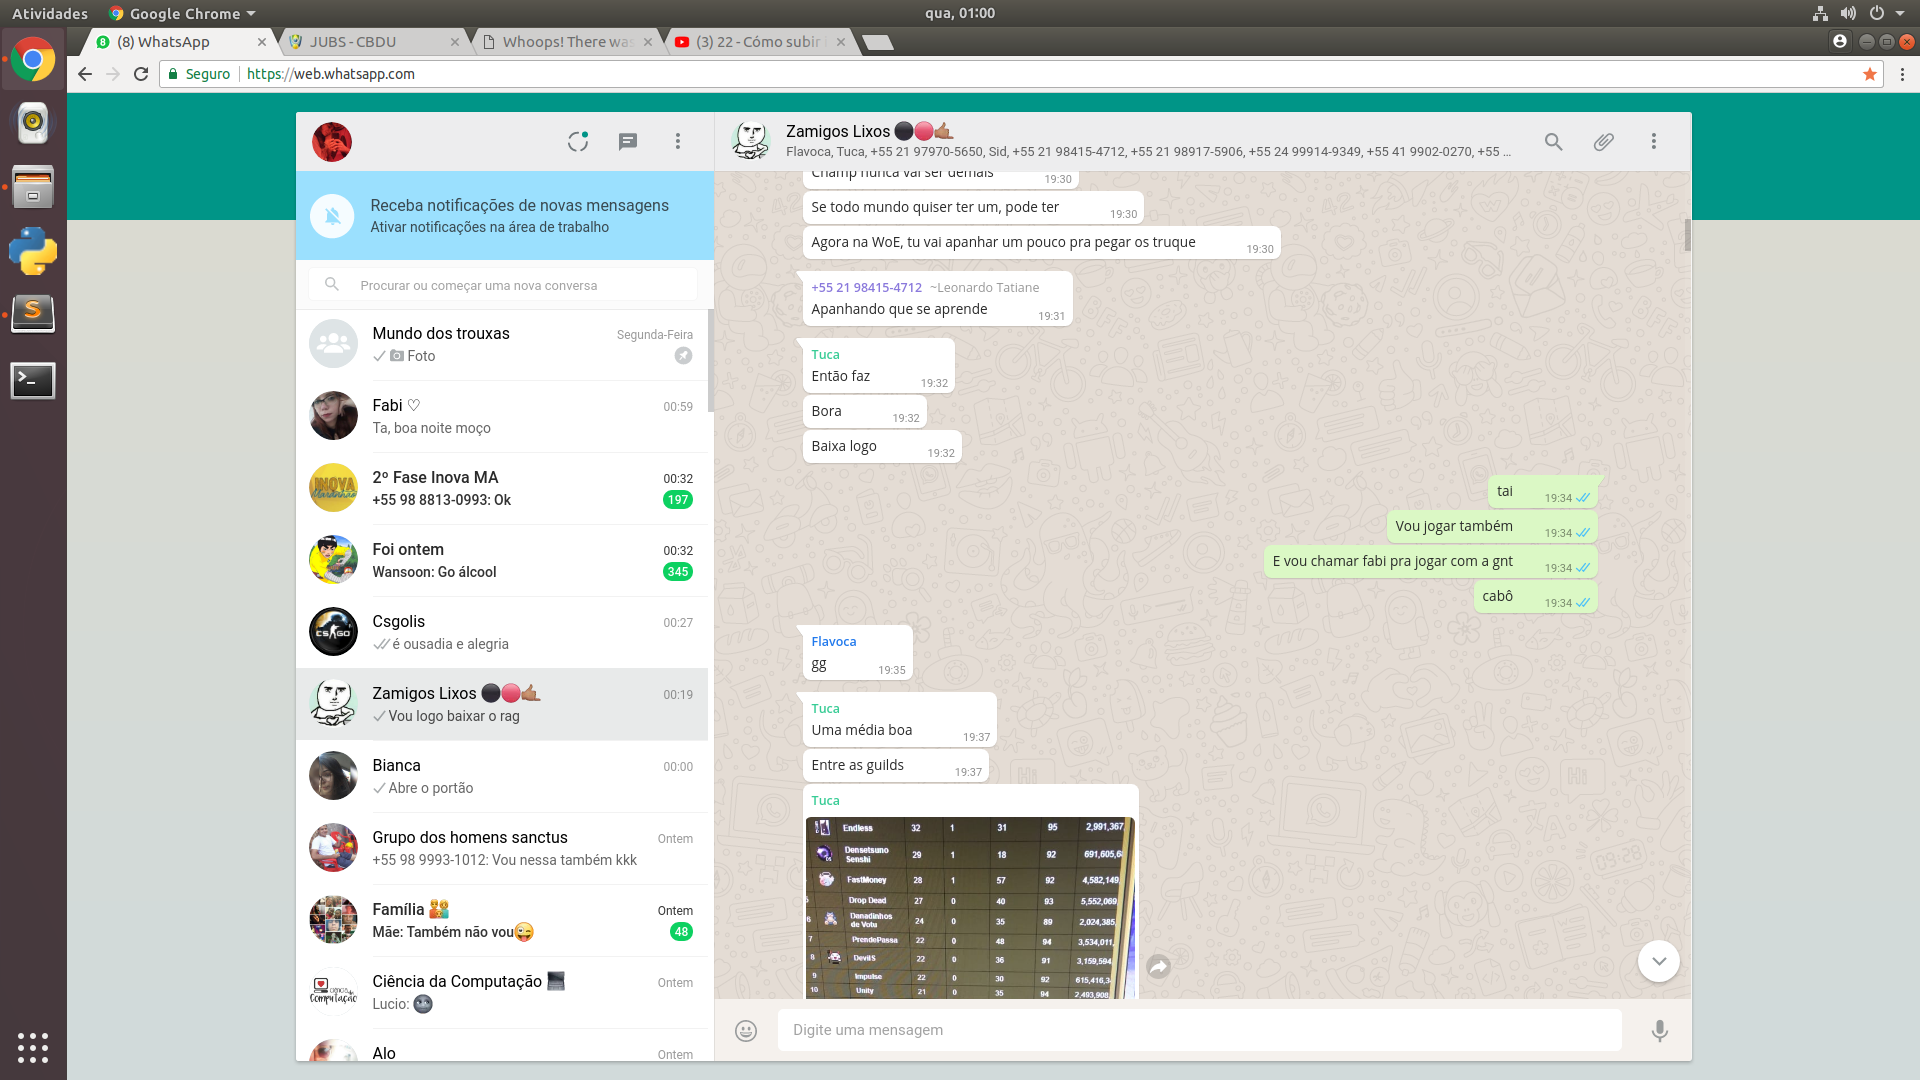 Atividades
Google Chrome
qua, 01:00
(8) WhatsApp
JUBS - CBDU
Whoops! There was
(3) 22 - Cómo subir
Seguro
https://web.whatsapp.com
Zamigos Lixos
Flavoca, Tuca, +55 21 97970-5650, Sid, +55 21 98415-4712, +55 21 98917-5906, +55 24 99914-9349, +55 41 9902-0270, +55 ...
Receba notificações de novas mensagens
Ativar notificações na área de trabalho
Procurar ou começar uma nova conversa
Mundo dos trouxas
Segunda-Feira
Foto
Fabi ♡
00:59
Ta, boa noite moço
2º Fase Inova MA
00:32
+55 98 8813-0993: Ok
197
Foi ontem
00:32
Wansoon: Go álcool
345
Csgolis
00:27
é ousadia e alegria
Zamigos Lixos
00:19
Vou logo baixar o rag
Bianca
00:00
Abre o portão
Grupo dos homens sanctus
Ontem
+55 98 9993-1012: Vou nessa também kkk
Família
Ontem
Mãe: Também não vou😜
48
Ciência da Computação
Ontem
Lucio: 🌚
Alo
Ontem
Champ nunca vai ser demais
19:30
Se todo mundo quiser ter um, pode ter
19:30
Agora na WoE, tu vai apanhar um pouco pra pegar os truque
19:30
+55 21 98415-4712 ~Leonardo Tatiane
Apanhando que se aprende
19:31
Tuca
Então faz
19:32
Bora
19:32
Baixa logo
19:32
tai
19:34
Vou jogar também
19:34
E vou chamar fabi pra jogar com a gnt
19:34
cabô
19:34
Flavoca
gg
19:35
Tuca
Uma média boa
19:37
Entre as guilds
19:37
Tuca
Endless 32 1 31 95 2,991,367,
Densetsuno Senshi 29 1 18 92 691,605,6
FastMoney 28 1 57 92 4,582,149,
Drop Dead 27 0 40 93 5,552,069,
6 Danadinhos de Votu 24 0 35 89 2,024,385,
7 PrendePassa 22 0 48 94 3,534,011,
8 DevilS 22 0 36 91 3,159,594
9 Impulse 22 0 30 92 615,416,3
10 Unity 21 0 35 94 2,493,908
Digite uma mensagem